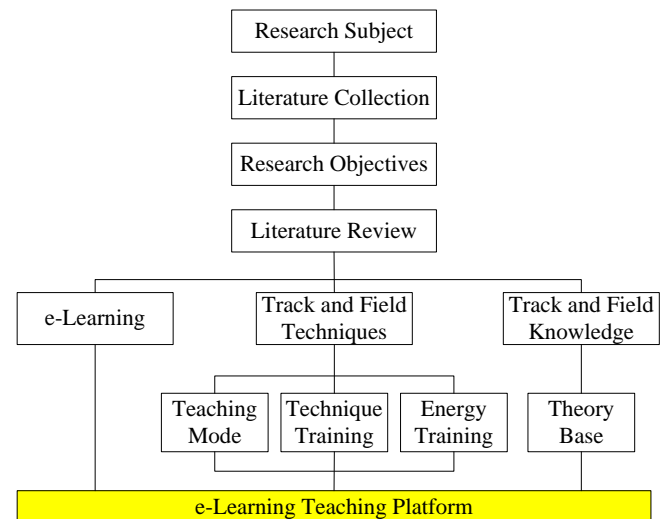 Research Subject
Literature Collection
Research Objectives
Literature Review
e-Learning
Track and Field
Techniques
Track and Field
Knowledge
Teaching
Mode
Technique
Training
Energy
Training
Theory
Base
e-Learning Teaching Platform